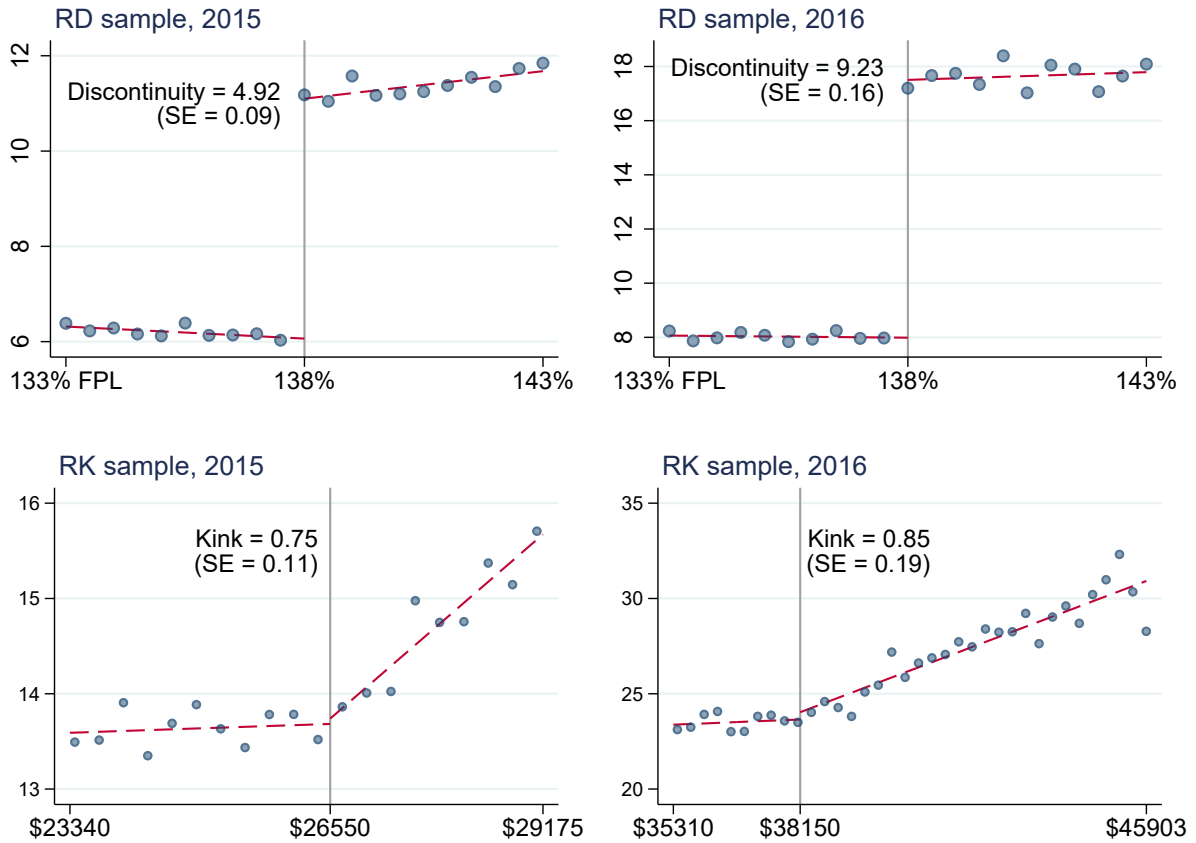 RD sample, 2015
12
10
8
6
Discontinuity = 4.92
(SE = 0.09)
133% FPL
138%
143%
RD sample, 2016
18
16
14
12
10
8
Discontinuity = 9.23
(SE = 0.16)
133% FPL
138%
143%
RK sample, 2015
16
15
14
13
Kink = 0.75
(SE = 0.11)
$23340
$26550
$29175
RK sample, 2016
35
30
25
20
Kink = 0.85
(SE = 0.19)
$35310
$38150
$45903